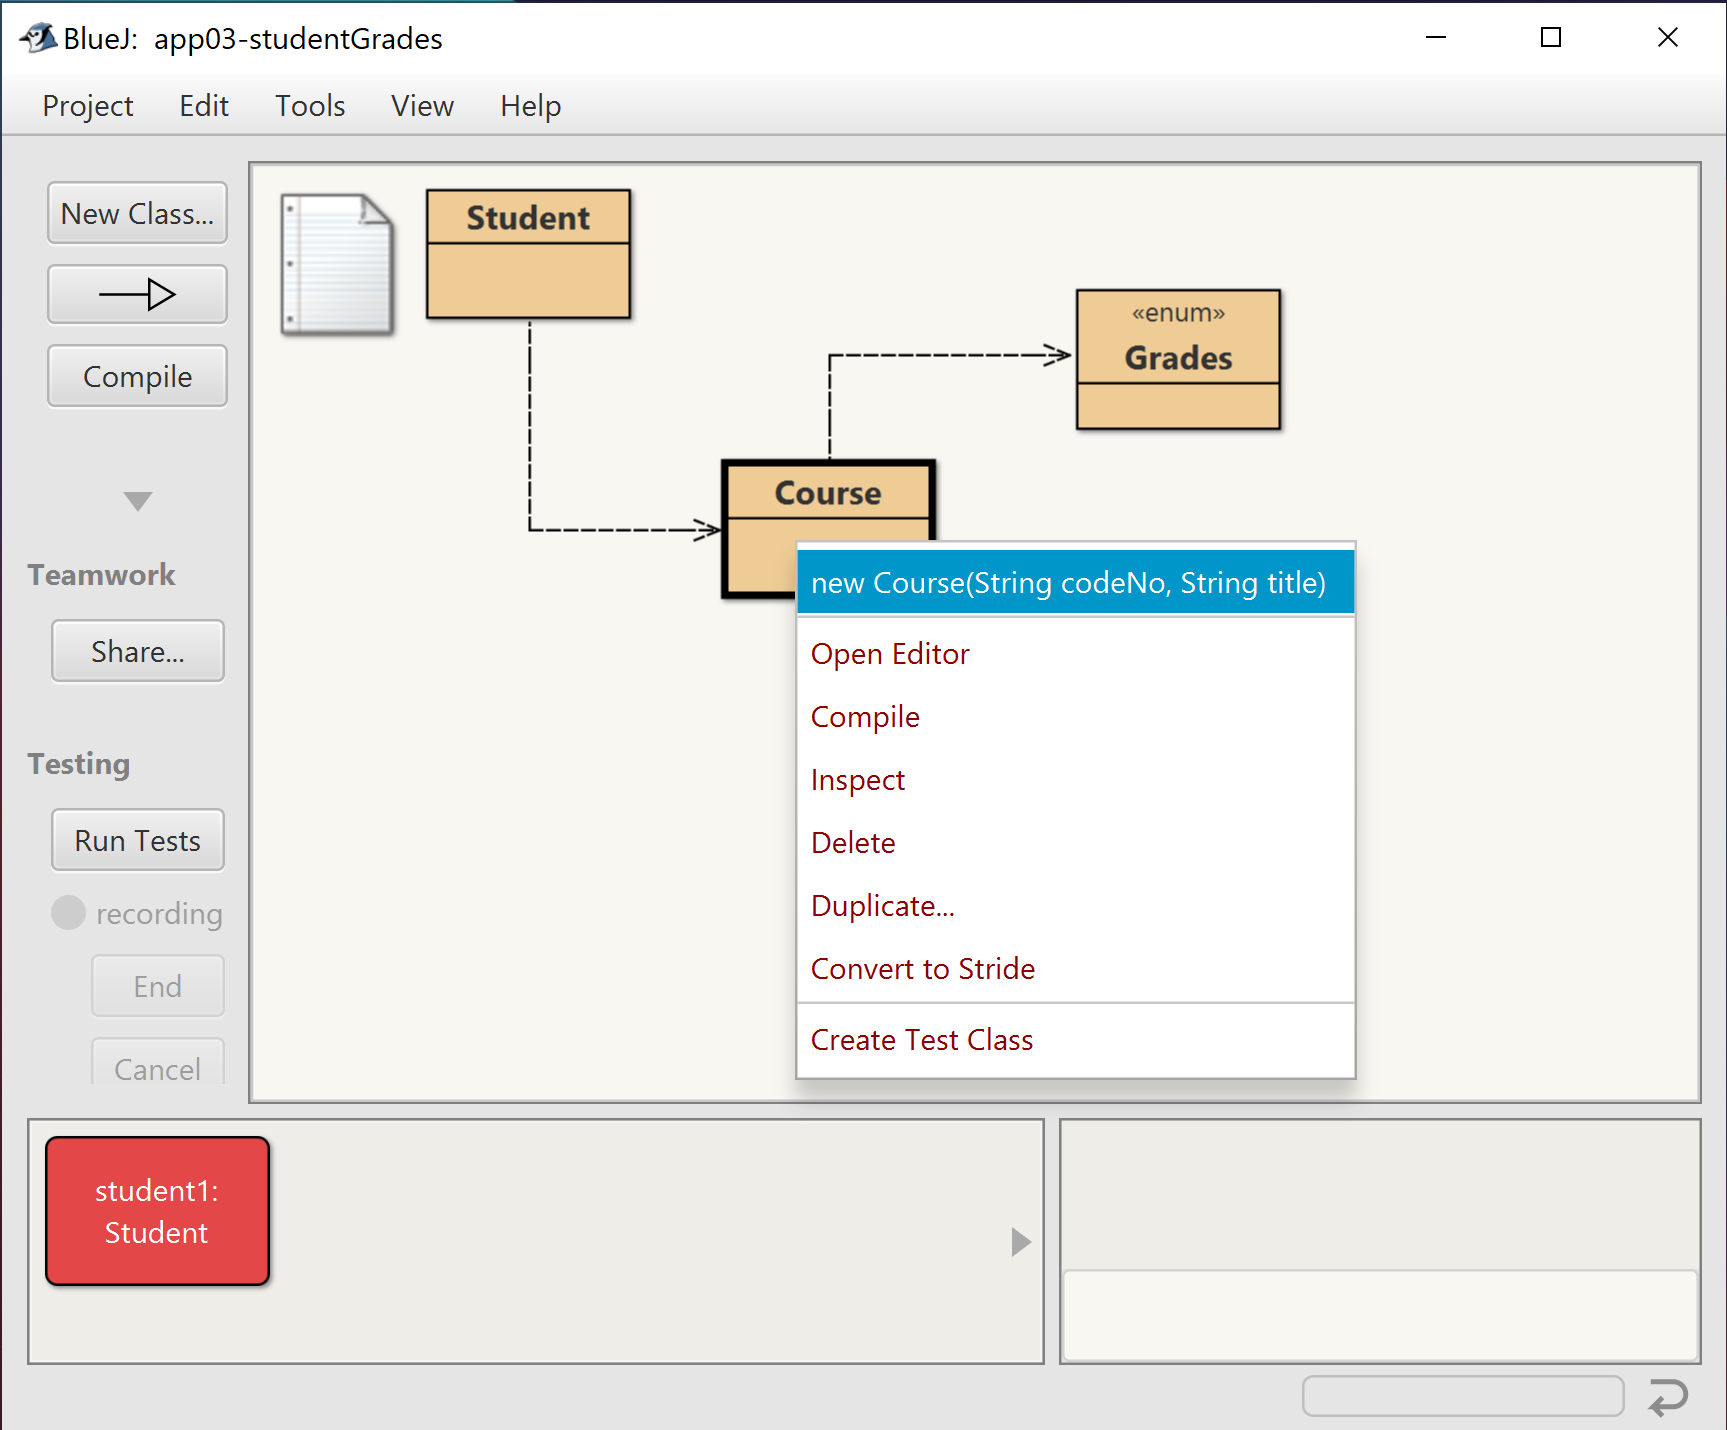 BlueJ: app03-studentGrades
Project Edit Tools View Help
New Class...
Compile
Teamwork
Share...
Testing
Run Tests
recording
End
Cancel
Student
«enum»
Grades
Course
new Course(String codeNo, String title)
Open Editor
Compile
Inspect
Delete
Duplicate...
Convert to Stride
Create Test Class
student1:
Student